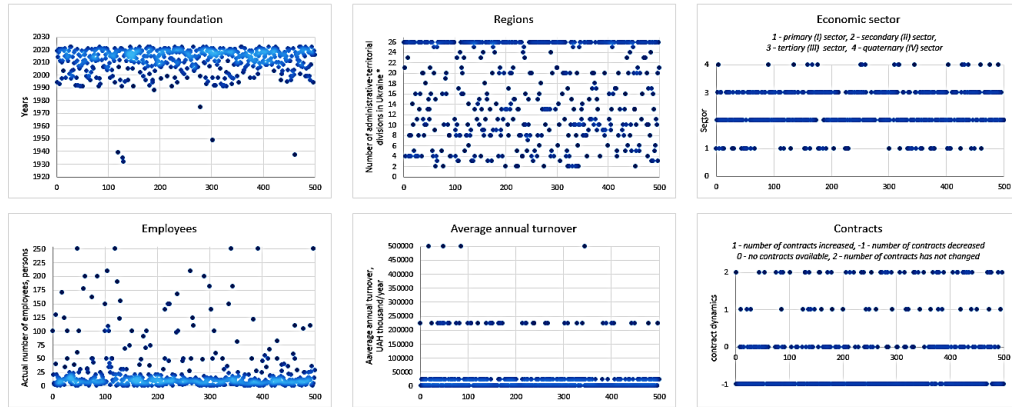 Company foundation
Years
2030
2020
2010
2000
1990
1980
1970
1960
1950
1940
1930
1920
0 100 200 300 400 500
Regions
Number of administrative-territorial
divisions in Ukraine*
26
24
22
20
18
16
14
12
10
8
6
4
2
0
0 100 200 300 400 500
Economic sector
1 - primary (I) sector, 2 - secondary (II) sector,
3 - tertiary (III) sector, 4 - quaternary (IV) sector
Sector
4
3
2
1
0
0 100 200 300 400 500
Employees
Actual number of employees, persons
250
225
200
175
150
125
100
75
50
25
0
0 100 200 300 400 500
Average annual turnover
Aaverage annual turnover,
UAH thousand/year
500000
450000
400000
350000
300000
250000
200000
150000
100000
50000
0
0 100 200 300 400 500
Contracts
1 - number of contracts increased, -1 - number of contracts decreased
0 - no contracts available, 2 - number of contracts has not changed
contract dynamics
2
1
0
-1
0 100 200 300 400 500